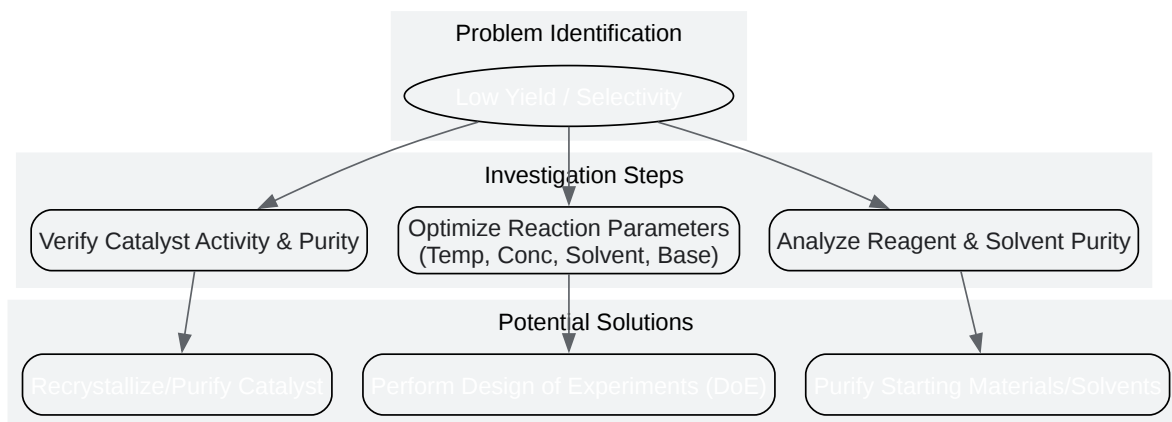 Problem Identification
Low Yield / Selectivity
Investigation Steps
Verify Catalyst Activity & Purity
Optimize Reaction Parameters
(Temp, Conc, Solvent, Base)
Analyze Reagent & Solvent Purity
Potential Solutions
Recrystallize/Purify Catalyst
Perform Design of Experiments (DoE)
Purify Starting Materials/Solvents